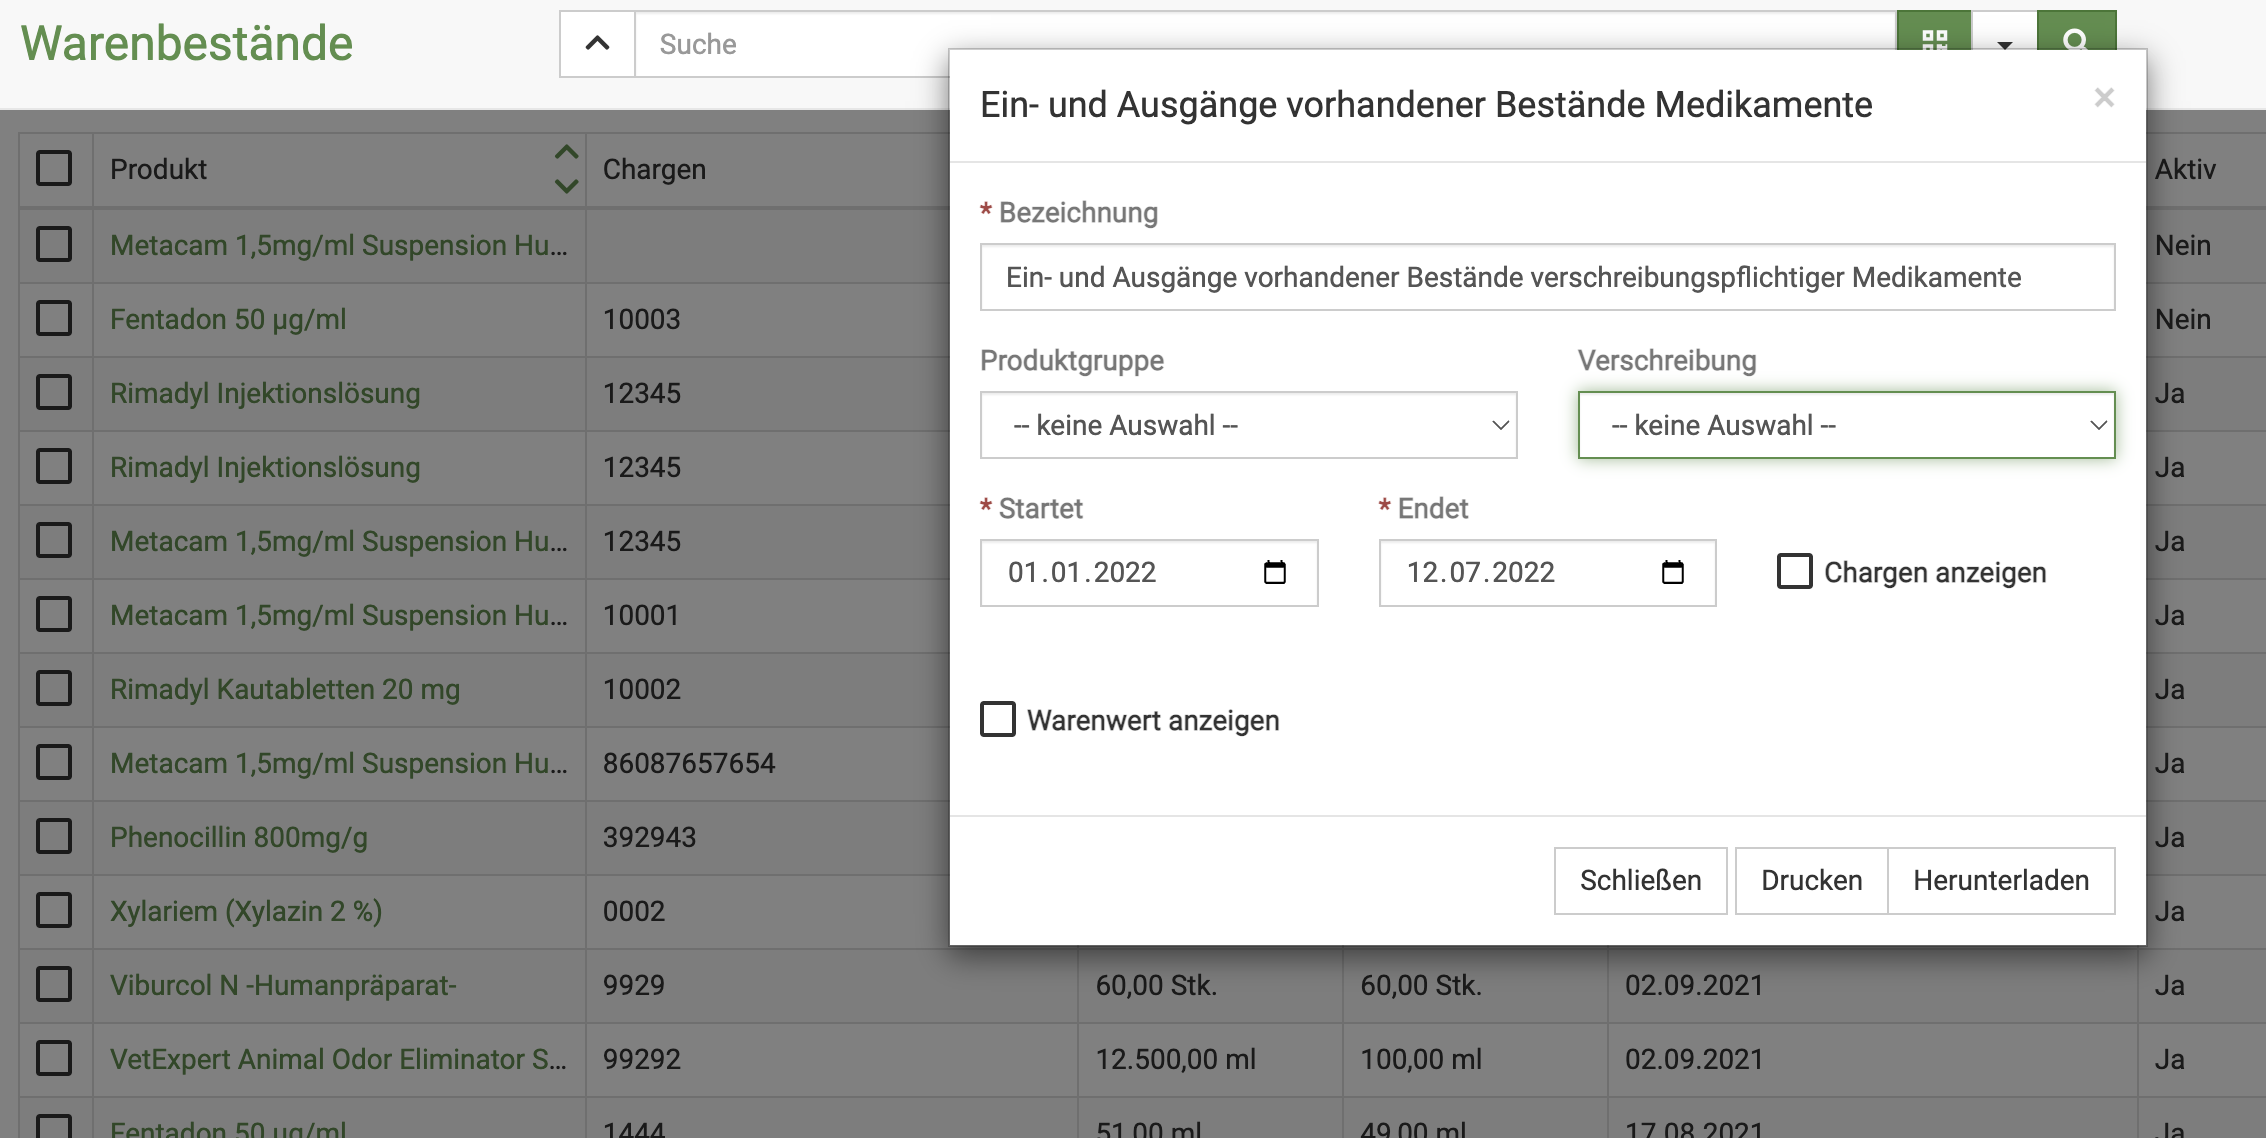 Warenbestände
Suche
Ein- und Ausgänge vorhandener Bestände Medikamente
×
* Bezeichnung
Ein- und Ausgänge vorhandener Bestände verschreibungspflichtiger Medikamente
Produktgruppe
Verschreibung
-- keine Auswahl --
-- keine Auswahl --
* Startet
* Endet
01.01.2022
12.07.2022
Chargen anzeigen
Warenwert anzeigen
Schließen
Drucken
Herunterladen
Produkt Chargen Aktiv
Metacam 1,5mg/ml Suspension Hu... Nein
Fentadon 50 µg/ml 10003 Nein
Rimadyl Injektionslösung 12345 Ja
Rimadyl Injektionslösung 12345 Ja
Metacam 1,5mg/ml Suspension Hu... 12345 Ja
Metacam 1,5mg/ml Suspension Hu... 10001 Ja
Rimadyl Kautabletten 20 mg 10002 Ja
Metacam 1,5mg/ml Suspension Hu... 86087657654 Ja
Phenocillin 800mg/g 392943 Ja
Xylariem (Xylazin 2 %) 0002 Ja
Viburcol N -Humanpräparat- 9929 60,00 Stk. 60,00 Stk. 02.09.2021 Ja
VetExpert Animal Odor Eliminator S... 99292 12.500,00 ml 100,00 ml 02.09.2021 Ja
Fentadon 50 µg/ml 1444 51,00 ml 49,00 ml 17.08.2021 Ja